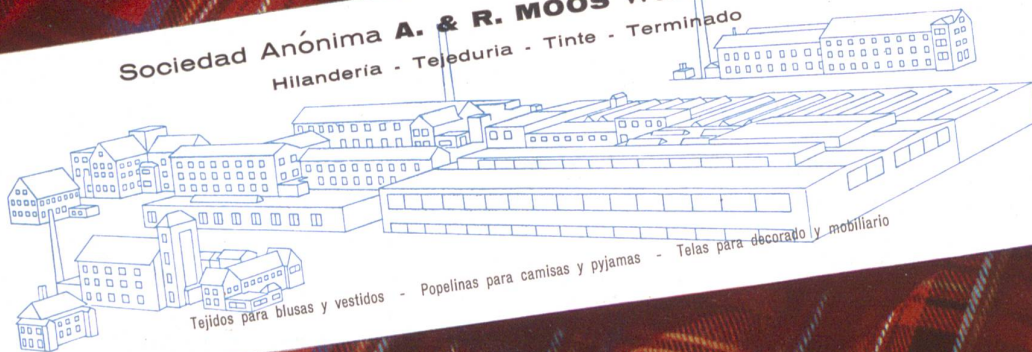 Sociedad Anónima A. & R. MOOS
Hilandería - Tejeduria - Tinte - Terminado
Tejidos para blusas y vestidos - Popelinas para camisas y pyjamas - Telas para decorado y mobiliario